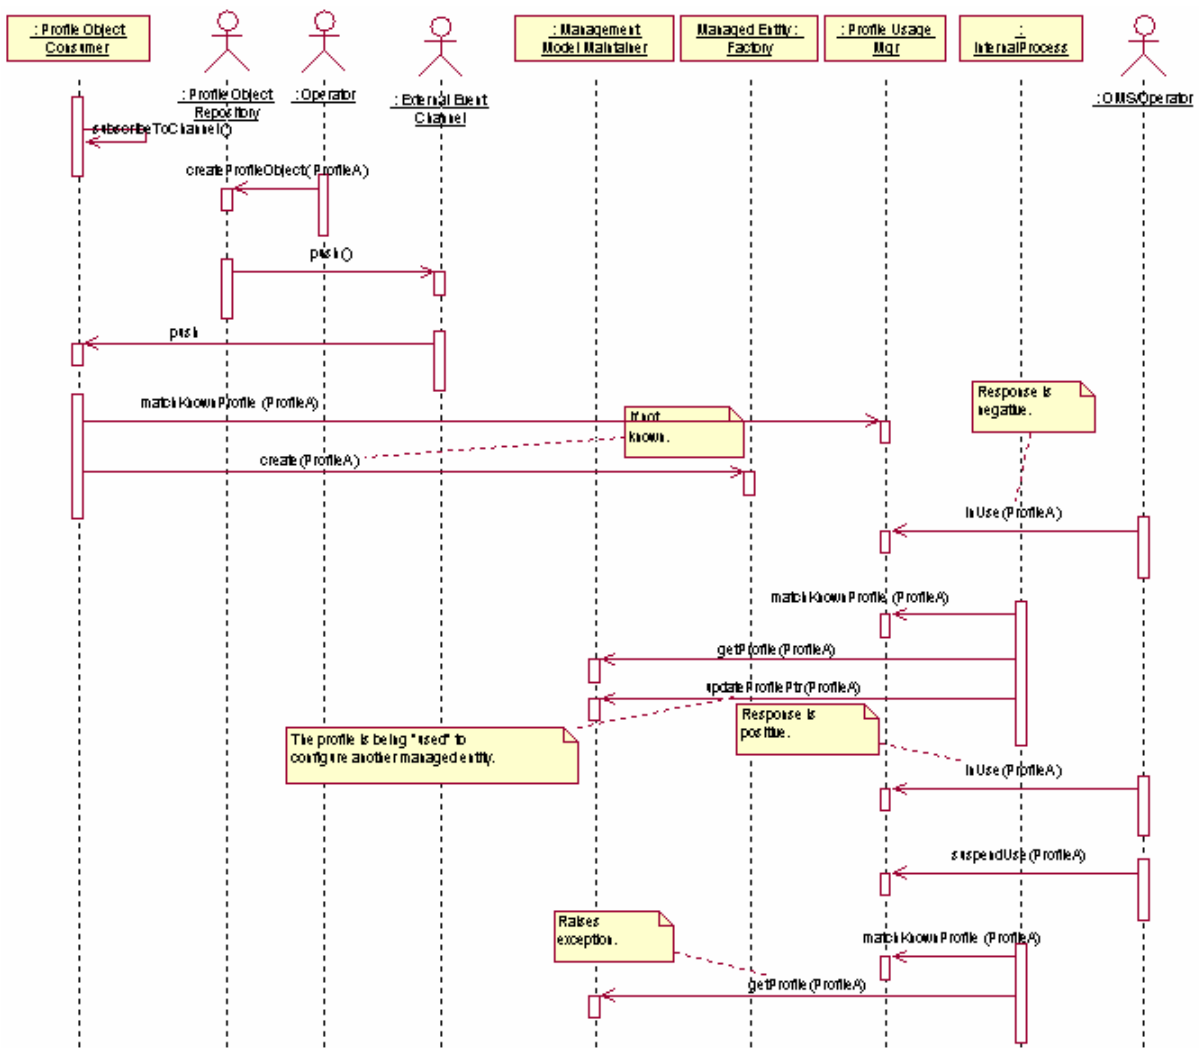 : Profile Object
Consumer
: Management
Model Maintainer
Managed Entity :
Factory
: Profile Usage
Mgr
:
InternalProcess
: Profile Object
Repository
: Operator
: External Event
Channel
: OMS/Operator
subscribeToChannel()
createProfileObject( ProfileA )
push ()
push
matchKnownProfile (ProfileA)
If not
known.
Response is
negative.
create (ProfileA )
InUse (ProfileA )
matchKnownProfile (ProfileA)
getProfile (ProfileA )
updateProfilePtr (ProfileA)
Response is
positive.
The profile is being "used" to
configure another managed entity.
InUse (ProfileA )
suspendUse (ProfileA)
Raises
exception.
matchKnownProfile (ProfileA)
getProfile (ProfileA )